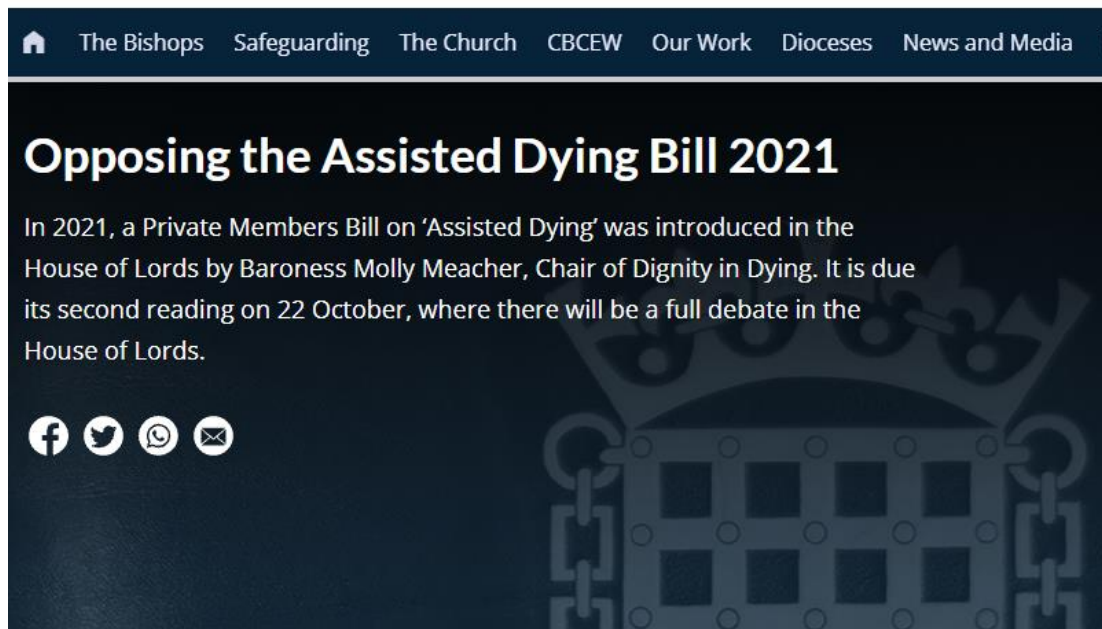 The Bishops Safeguarding The Church CBCEW Our Work Dioceses News and Media
Opposing the Assisted Dying Bill 2021
In 2021, a Private Members Bill on ‘Assisted Dying’ was introduced in the
House of Lords by Baroness Molly Meacher, Chair of Dignity in Dying. It is due
its second reading on 22 October, where there will be a full debate in the
House of Lords.